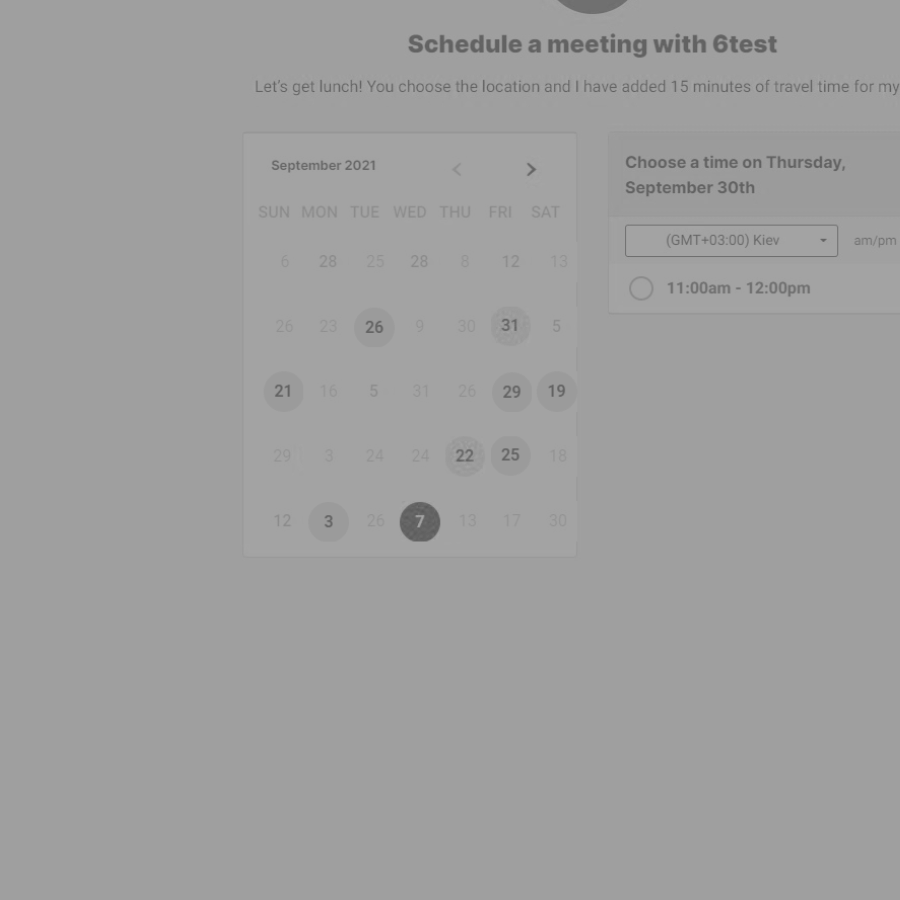 Schedule a meeting with 6test
Let's get lunch! You choose the location and I have added 15 minutes of travel time for my
September 2021
SUN MON TUE WED THU FRI SAT
6 28 25 28 8 12 13
26 23 26 9 30 31 5
21 16 5 31 26 29 19
29 3 24 24 22 25 18
12 3 26 7 13 17 30
Choose a time on Thursday,
September 30th
(GMT+03:00) Kiev am/pm
11:00am - 12:00pm